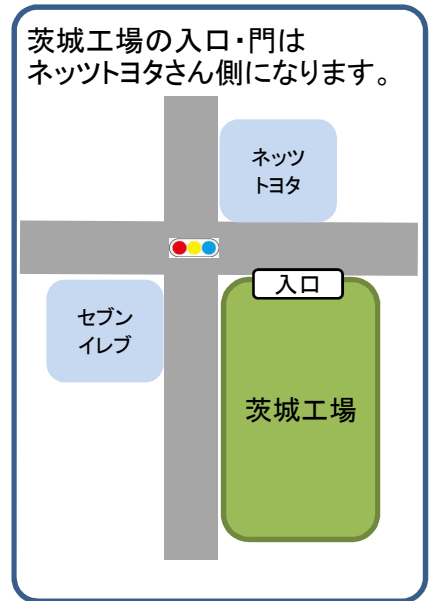 茨城工場の入口・門は
ネッツトヨタさん側になります。
ネッツ
トヨタ
入口
セブン
イレブ
茨城工場